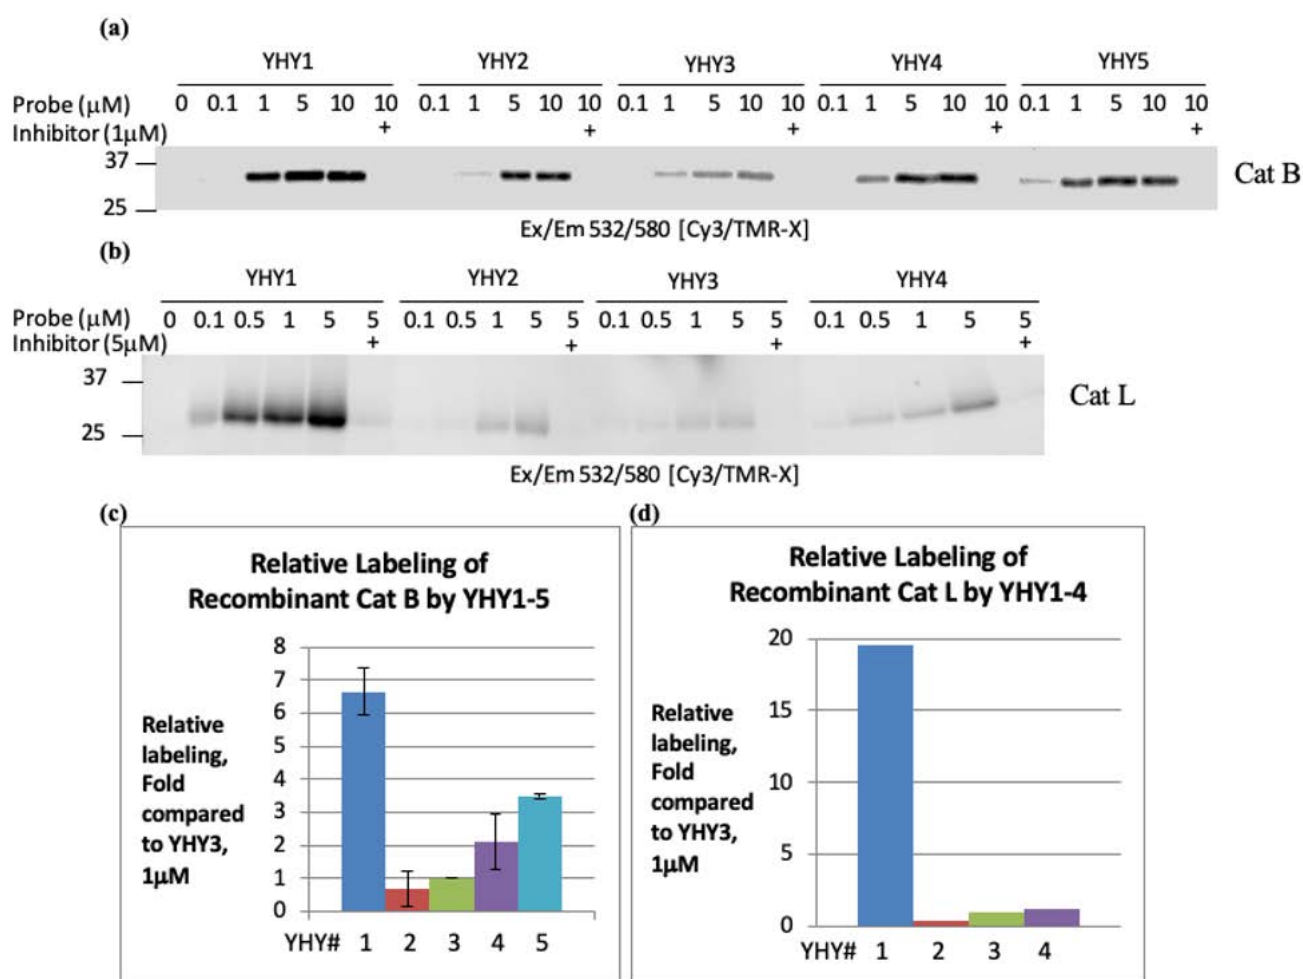 (a)
YHY1 YHY2 YHY3 YHY4 YHY5
Probe (μM) 0 0.1 1 5 10 10 0.1 1 5 10 10 0.1 1 5 10 10 0.1 1 5 10 10 0.1 1 5 10 10
Inhibitor (1μM) + + + + +
37
Cat B
25
Ex/Em 532/580 [Cy3/TMR-X]
(b)
YHY1 YHY2 YHY3 YHY4
Probe (μM) 0 0.1 0.5 1 5 5 0.1 0.5 1 5 5 0.1 0.5 1 5 5 0.1 0.5 1 5 5
Inhibitor (5μM) + + + +
37
Cat L
25
Ex/Em 532/580 [Cy3/TMR-X]
(c)
Relative Labeling of
Recombinant Cat B by YHY1-5
Relative
labeling,
Fold
compared
to YHY3,
1μM
8
7
6
5
4
3
2
1
0
YHY# 1 2 3 4 5
(d)
Relative Labeling of
Recombinant Cat L by YHY1-4
Relative
labeling,
Fold
compared
to YHY3,
1μM
20
15
10
5
0
YHY# 1 2 3 4